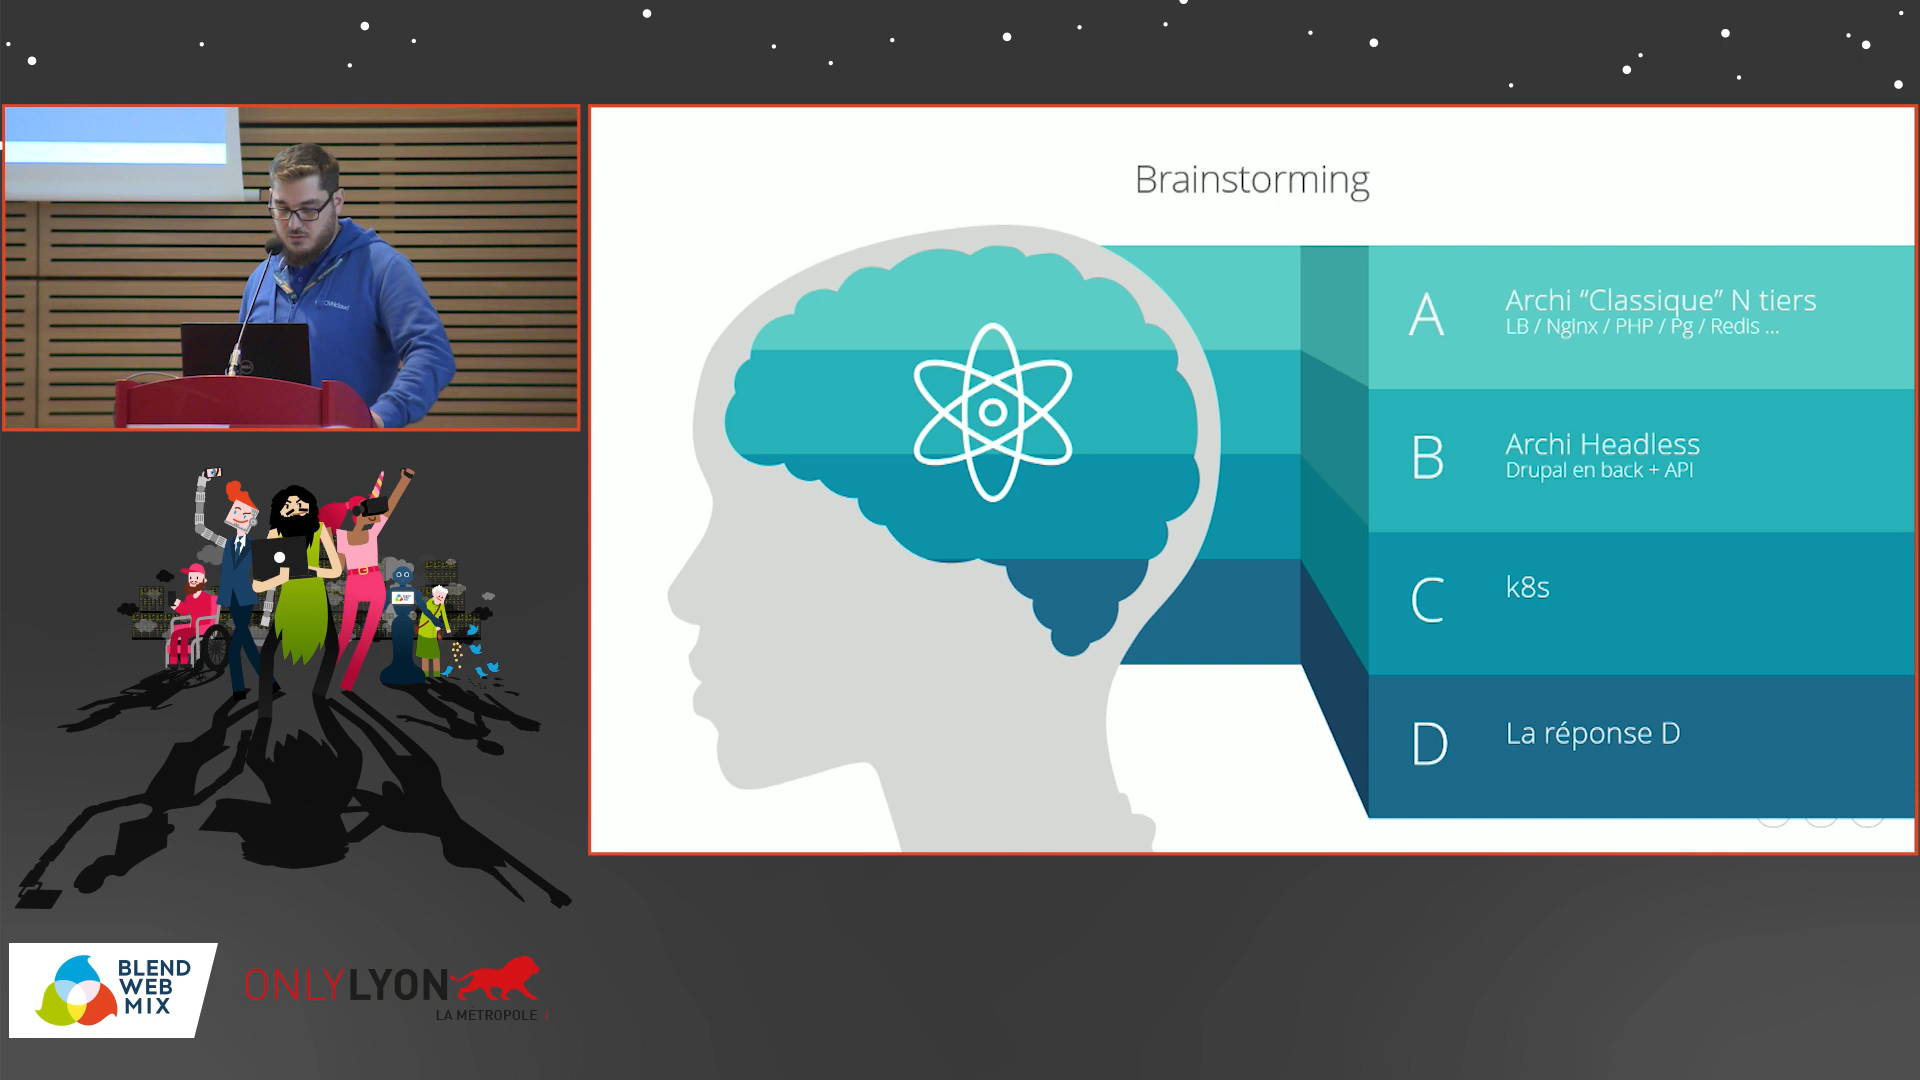 Brainstorming
A
Archi “Classique” N tiers
LB / Nginx / PHP / Pg / Redis ...
B
Archi Headless
Drupal en back + API
C
k8s
D
La réponse D
OVHcloud
BLEND
WEB
MIX
ONLYLYON
LA MÉTROPOLE